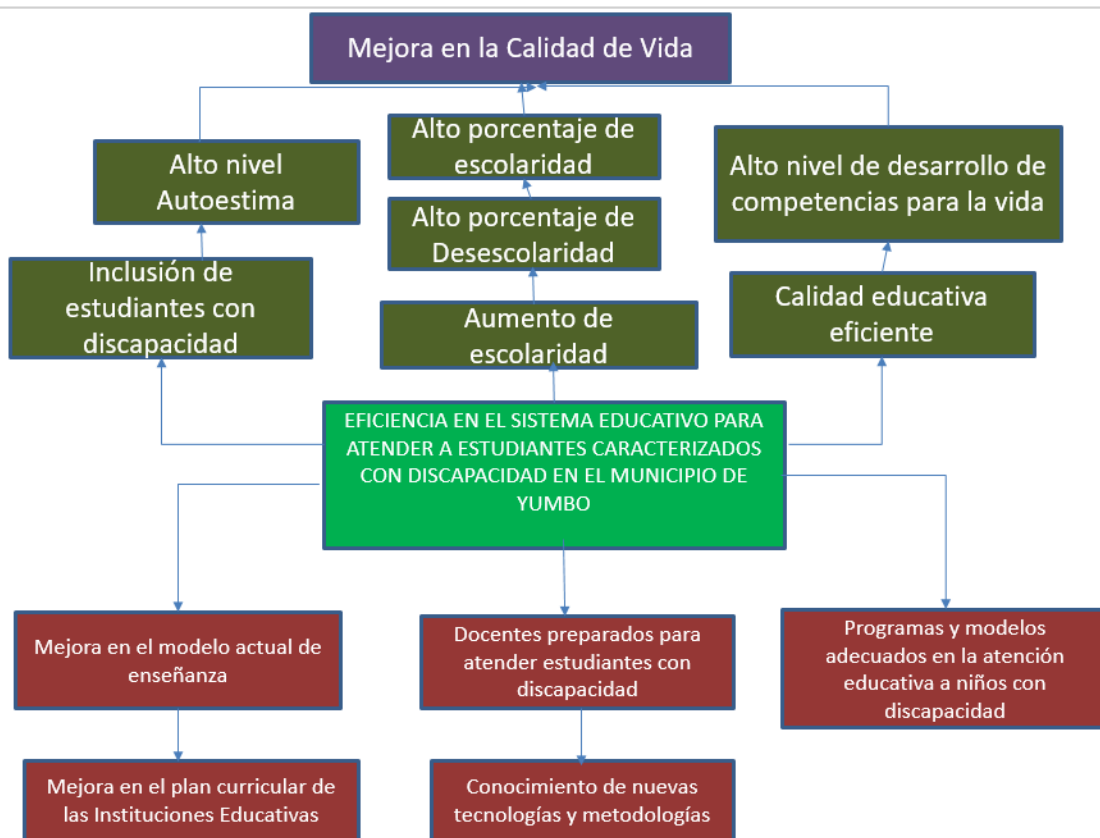 Mejora en la Calidad de Vida
Alto nivel
Autoestima
Alto porcentaje de
escolaridad
Alto nivel de desarrollo de
competencias para la vida
Alto porcentaje de
Desescolaridad
Inclusión de
estudiantes con
discapacidad
Aumento de
escolaridad
Calidad educativa
eficiente
EFICIENCIA EN EL SISTEMA EDUCATIVO PARA
ATENDER A ESTUDIANTES CARACTERIZADOS
CON DISCAPACIDAD EN EL MUNICIPIO DE
YUMBO
Mejora en el modelo actual de
enseñanza
Docentes preparados para
atender estudiantes con
discapacidad
Programas y modelos
adecuados en la atención
educativa a niños con
discapacidad
Mejora en el plan curricular de
las Instituciones Educativas
Conocimiento de nuevas
tecnologías y metodologías